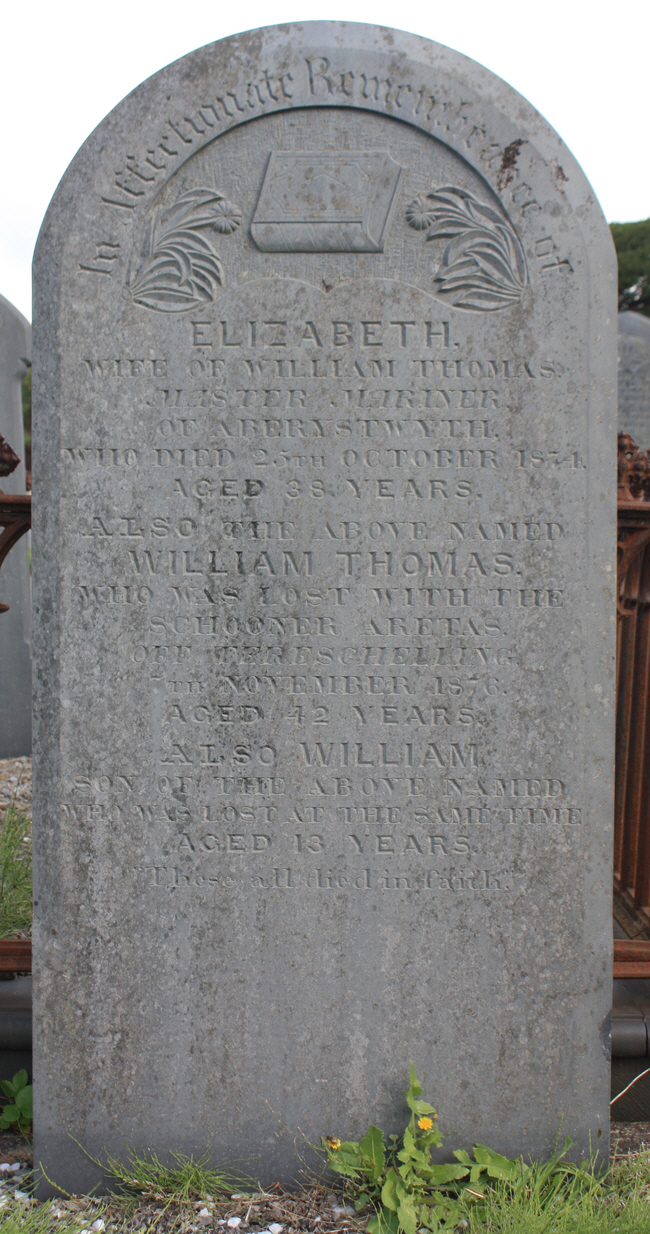 In Affectionate Remembrance of
ELIZABETH.
WIFE OF WILLIAM THOMAS.
MASTER MARINER
OF ABERYSTWYTH.
WHO DIED 25TH OCTOBER 1874.
AGED 38 YEARS.
ALSO THE ABOVE NAMED
WILLIAM THOMAS.
WHO WAS LOST WITH THE
SCHOONER ARETAS.
OFF TERESCHELLING
NOVEMBER 1876.
AGED 42 YEARS.
ALSO WILLIAM
SON OF THE ABOVE NAMED
WHO WAS LOST AT THE SAME TIME
AGED 13 YEARS.
"These all died in faith."